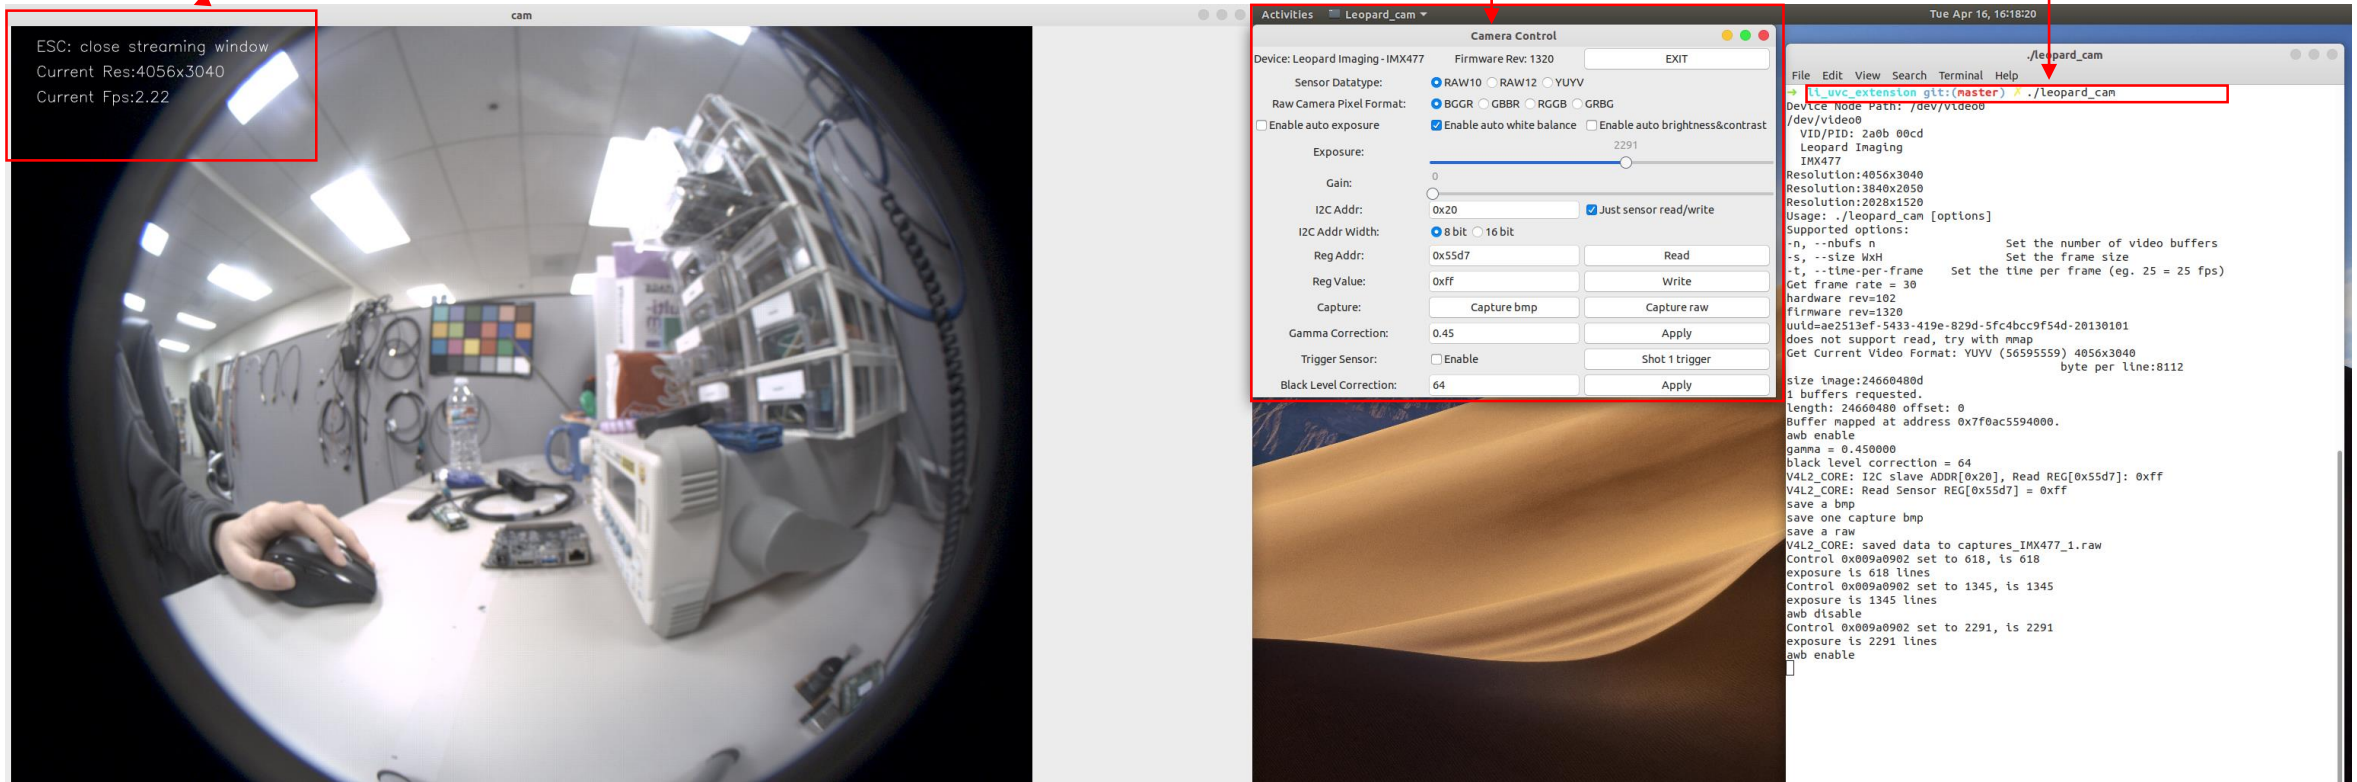 cam
ESC: close streaming window
Current Res:4056x3040
Current Fps:2.22
Activities Leopard_cam
Tue Apr 16, 16:18:20
Camera Control
Device: Leopard Imaging - IMX477 Firmware Rev: 1320 EXIT
Sensor Datatype: RAW10 RAW12 YUYV
Raw Camera Pixel Format: BGGR GBBR RGGB GRBG
Enable auto exposure Enable auto white balance Enable auto brightness&contrast
2291
Exposure:
0
Gain:
I2C Addr: 0x20 Just sensor read/write
I2C Addr Width: 8 bit 16 bit
Reg Addr: 0x55d7 Read
Reg Value: 0xff Write
Capture: Capture bmp Capture raw
Gamma Correction: 0.45 Apply
Trigger Sensor: Enable Shot 1 trigger
Black Level Correction: 64 Apply
./leopard_cam
File Edit View Search Terminal Help
→ li_uvc_extension git:(master) ✗ ./leopard_cam
Device Node Path: /dev/video0
/dev/video0
VID/PID: 2a0b 00cd
Leopard Imaging
IMX477
Resolution:4056x3040
Resolution:3840x2050
Resolution:2028x1520
Usage: ./leopard_cam [options]
Supported options:
-n, --nbufs n Set the number of video buffers
-s, --size WxH Set the frame size
-t, --time-per-frame Set the time per frame (eg. 25 = 25 fps)
Get frame rate = 30
hardware rev=102
firmware rev=1320
uuid=ae2513ef-5433-419e-829d-5fc4bcc9f54d-20130101
does not support read, try with mmap
Get Current Video Format: YUYV (56595559) 4056x3040
byte per line:8112
size image:24660480d
1 buffers requested.
length: 24660480 offset: 0
Buffer mapped at address 0x7f0ac5594000.
awb enable
gamma = 0.450000
black level correction = 64
V4L2_CORE: I2C slave ADDR[0x20], Read REG[0x55d7]: 0xff
V4L2_CORE: Read Sensor REG[0x55d7] = 0xff
save a bmp
save one capture bmp
save a raw
V4L2_CORE: saved data to captures_IMX477_1.raw
Control 0x009a0902 set to 618, is 618
exposure is 618 lines
Control 0x009a0902 set to 1345, is 1345
exposure is 1345 lines
awb disable
Control 0x009a0902 set to 2291, is 2291
exposure is 2291 lines
awb enable